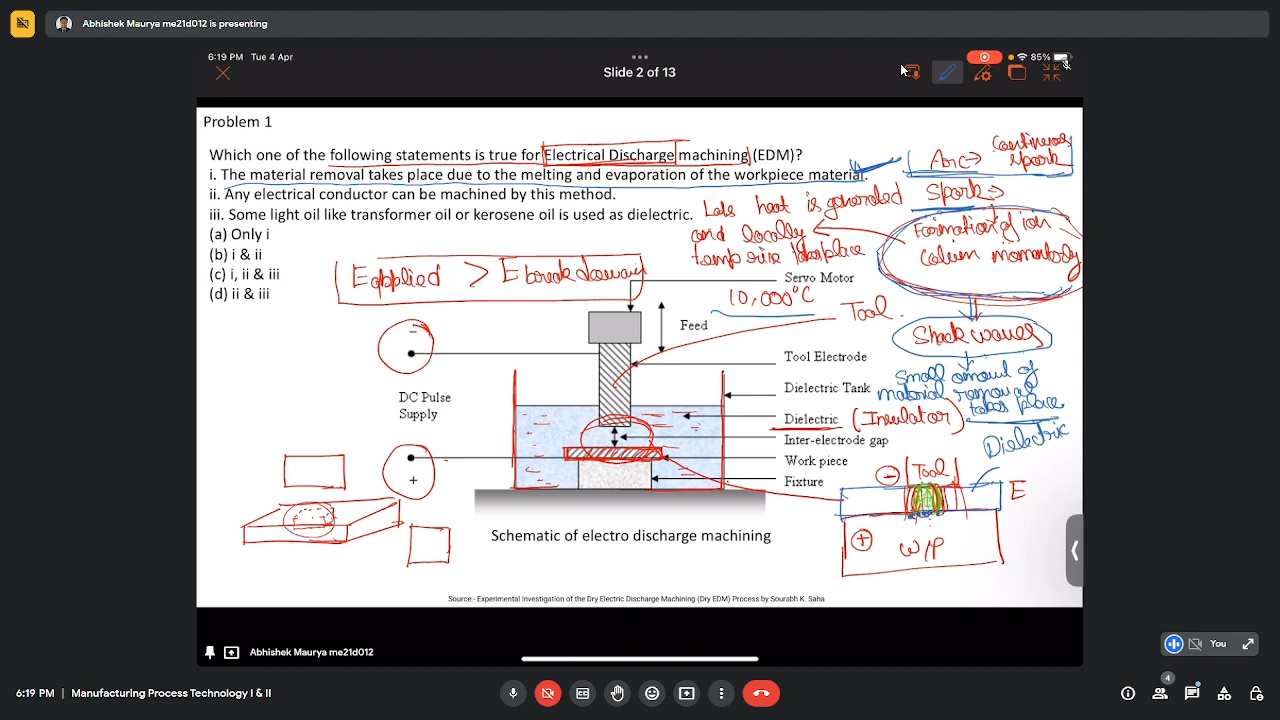 Abhishek Maurya me21d012 is presenting
6:19 PM Tue 4 Apr
85%
Slide 2 of 13
Problem 1
Which one of the following statements is true for Electrical Discharge machining (EDM)?
i. The material removal takes place due to the melting and evaporation of the workpiece material.
ii. Any electrical conductor can be machined by this method.
iii. Some light oil like transformer oil or kerosene oil is used as dielectric.
(a) Only i
(b) i & ii
(c) i, ii & iii
(d) ii & iii
Arc → continuous
spark
Spark →
Lots heat is generated
and locally
temp rise takes place
Formation of ion
column momentarily
E applied > E breakdown
10,000°C
Tool
Shock waves
Small amount of
material removal
takes place
Servo Motor
Feed
Tool Electrode
Dielectric Tank
Dielectric (Insulator)
Inter-electrode gap
Work piece
Fixture
-
DC Pulse
Supply
+
Dielectric
- Tool
E
+ W/P
Schematic of electro discharge machining
Source:- Experimental Investigation of the Dry Electric Discharge Machining (Dry EDM) Process by Sourabh K. Saha
Abhishek Maurya me21d012
You
6:19 PM | Manufacturing Process Technology I & II
4